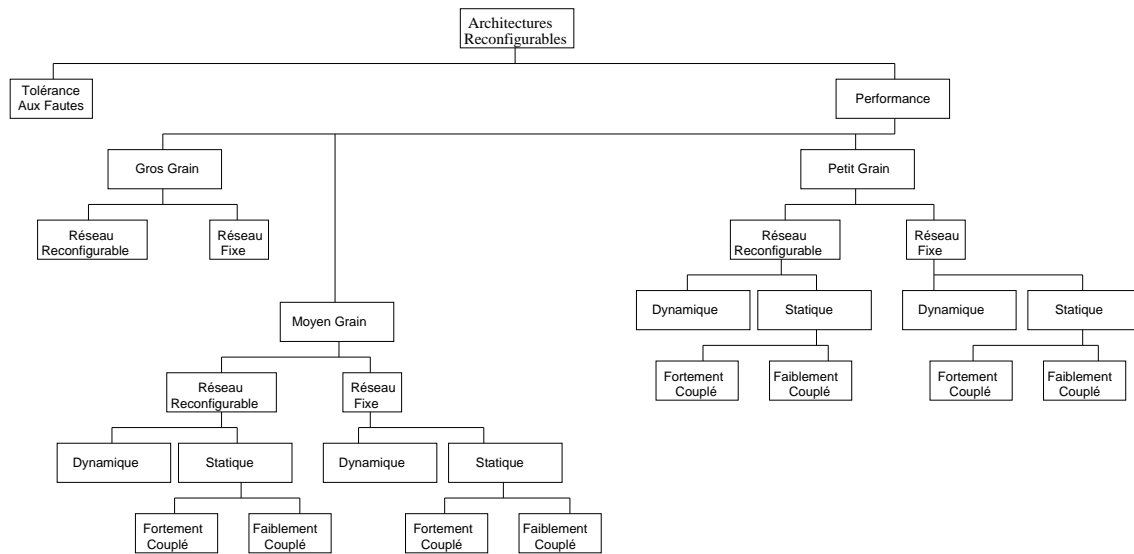 Architectures
Reconfigurables
Tolérance
Aux Fautes
Performance
Gros Grain
Petit Grain
Réseau
Reconfigurable
Réseau
Fixe
Réseau
Reconfigurable
Réseau
Fixe
Dynamique
Statique
Dynamique
Statique
Moyen Grain
Fortement
Couplé
Faiblement
Couplé
Fortement
Couplé
Faiblement
Couplé
Réseau
Reconfigurable
Réseau
Fixe
Dynamique
Statique
Dynamique
Statique
Fortement
Couplé
Faiblement
Couplé
Fortement
Couplé
Faiblement
Couplé